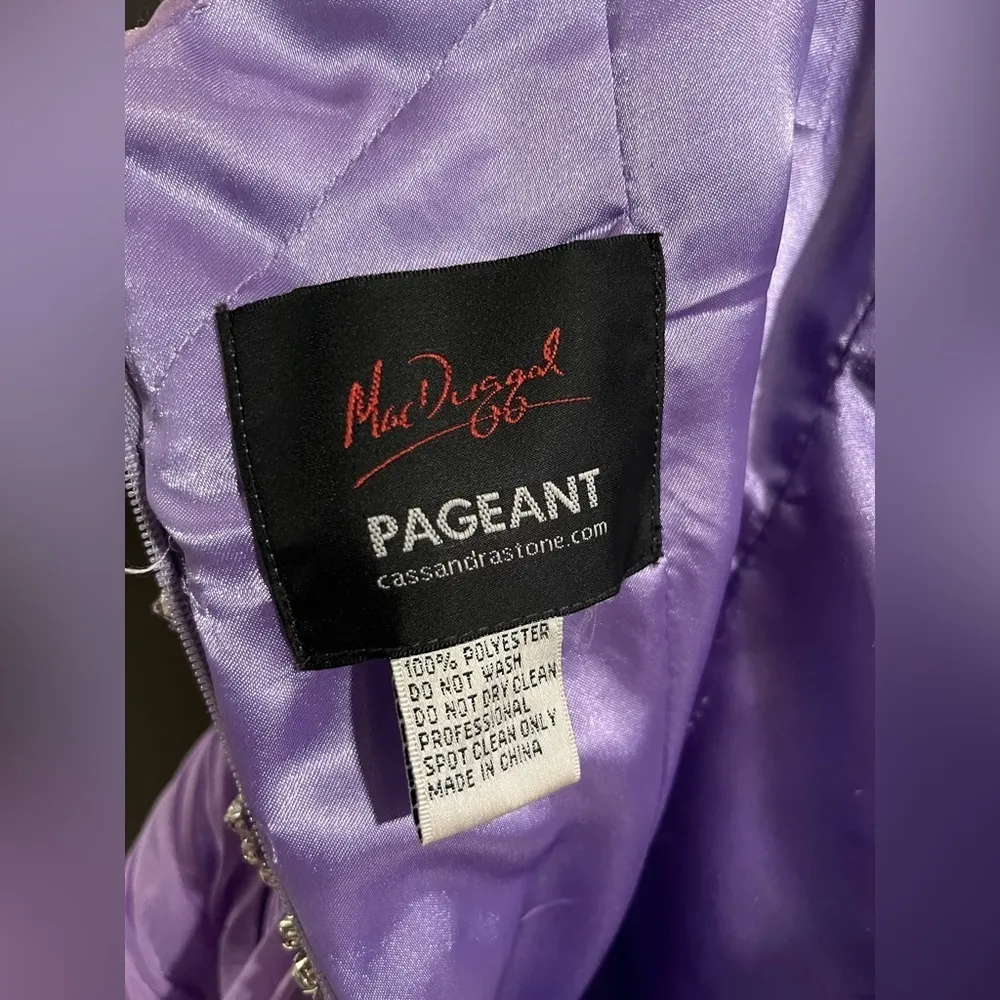 MacDuggal
PAGEANT
cassandrastone.com
100% POLYESTER
DO NOT WASH
DO NOT DRY CLEAN
PROFESSIONAL
SPOT CLEAN ONLY
MADE IN CHINA